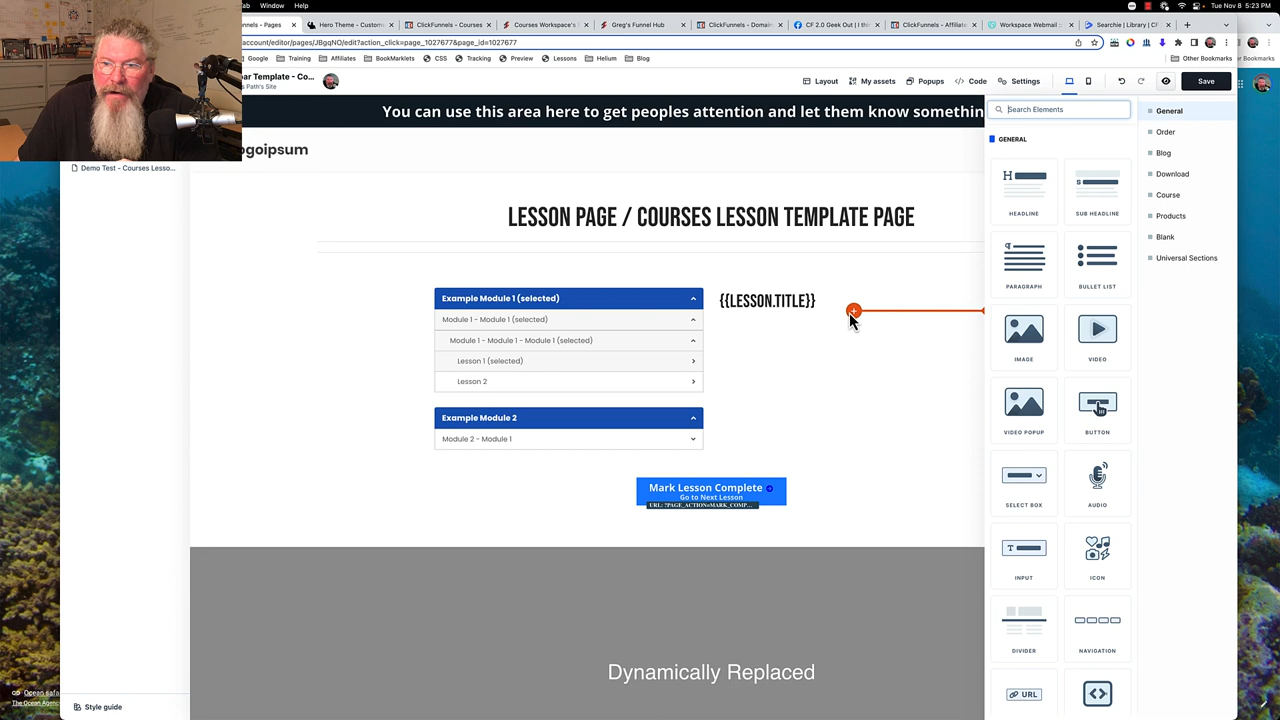 ab Window Help
Tue Nov 8 5:23 PM
unnels - Pages
Hero Theme - Custom
ClickFunnels - Courses
Courses Workspace's
Greg's Funnel Hub
ClickFunnels - Domain
CF 2.0 Geek Out | I th
ClickFunnels - Affiliate
Workspace Webmail ::
Searchie | Library | CF
account/editor/pages/JBgqNO/edit?action_click=page_1027677&page_id=1027677
Google
Training
Affiliates
BookMarklets
CSS
Tracking
Preview
Lessons
Helium
Blog
Other Bookmarks
bar Template - Co...
s Path's Site
Layout
My assets
Popups
Code
Settings
Save
You can use this area here to get peoples attention and let them know somethin
ogoipsum
Demo Test - Courses Lesso...
LESSON PAGE / COURSES LESSON TEMPLATE PAGE
Example Module 1 (selected)
Module 1 - Module 1 (selected)
Module 1 - Module 1 - Module 1 (selected)
Lesson 1 (selected)
Lesson 2
Example Module 2
Module 2 - Module 1
{{LESSON.TITLE}}
Mark Lesson Complete
Go to Next Lesson
URL: ?PAGE_ACTION=MARK_COMP...
Dynamically Replaced
Search Elements
GENERAL
HEADLINE
SUB HEADLINE
PARAGRAPH
BULLET LIST
IMAGE
VIDEO
VIDEO POPUP
BUTTON
SELECT BOX
AUDIO
INPUT
ICON
DIVIDER
NAVIGATION
URL
General
Order
Blog
Download
Course
Products
Blank
Universal Sections
Ocean safa
The Ocean Agen
Style guide